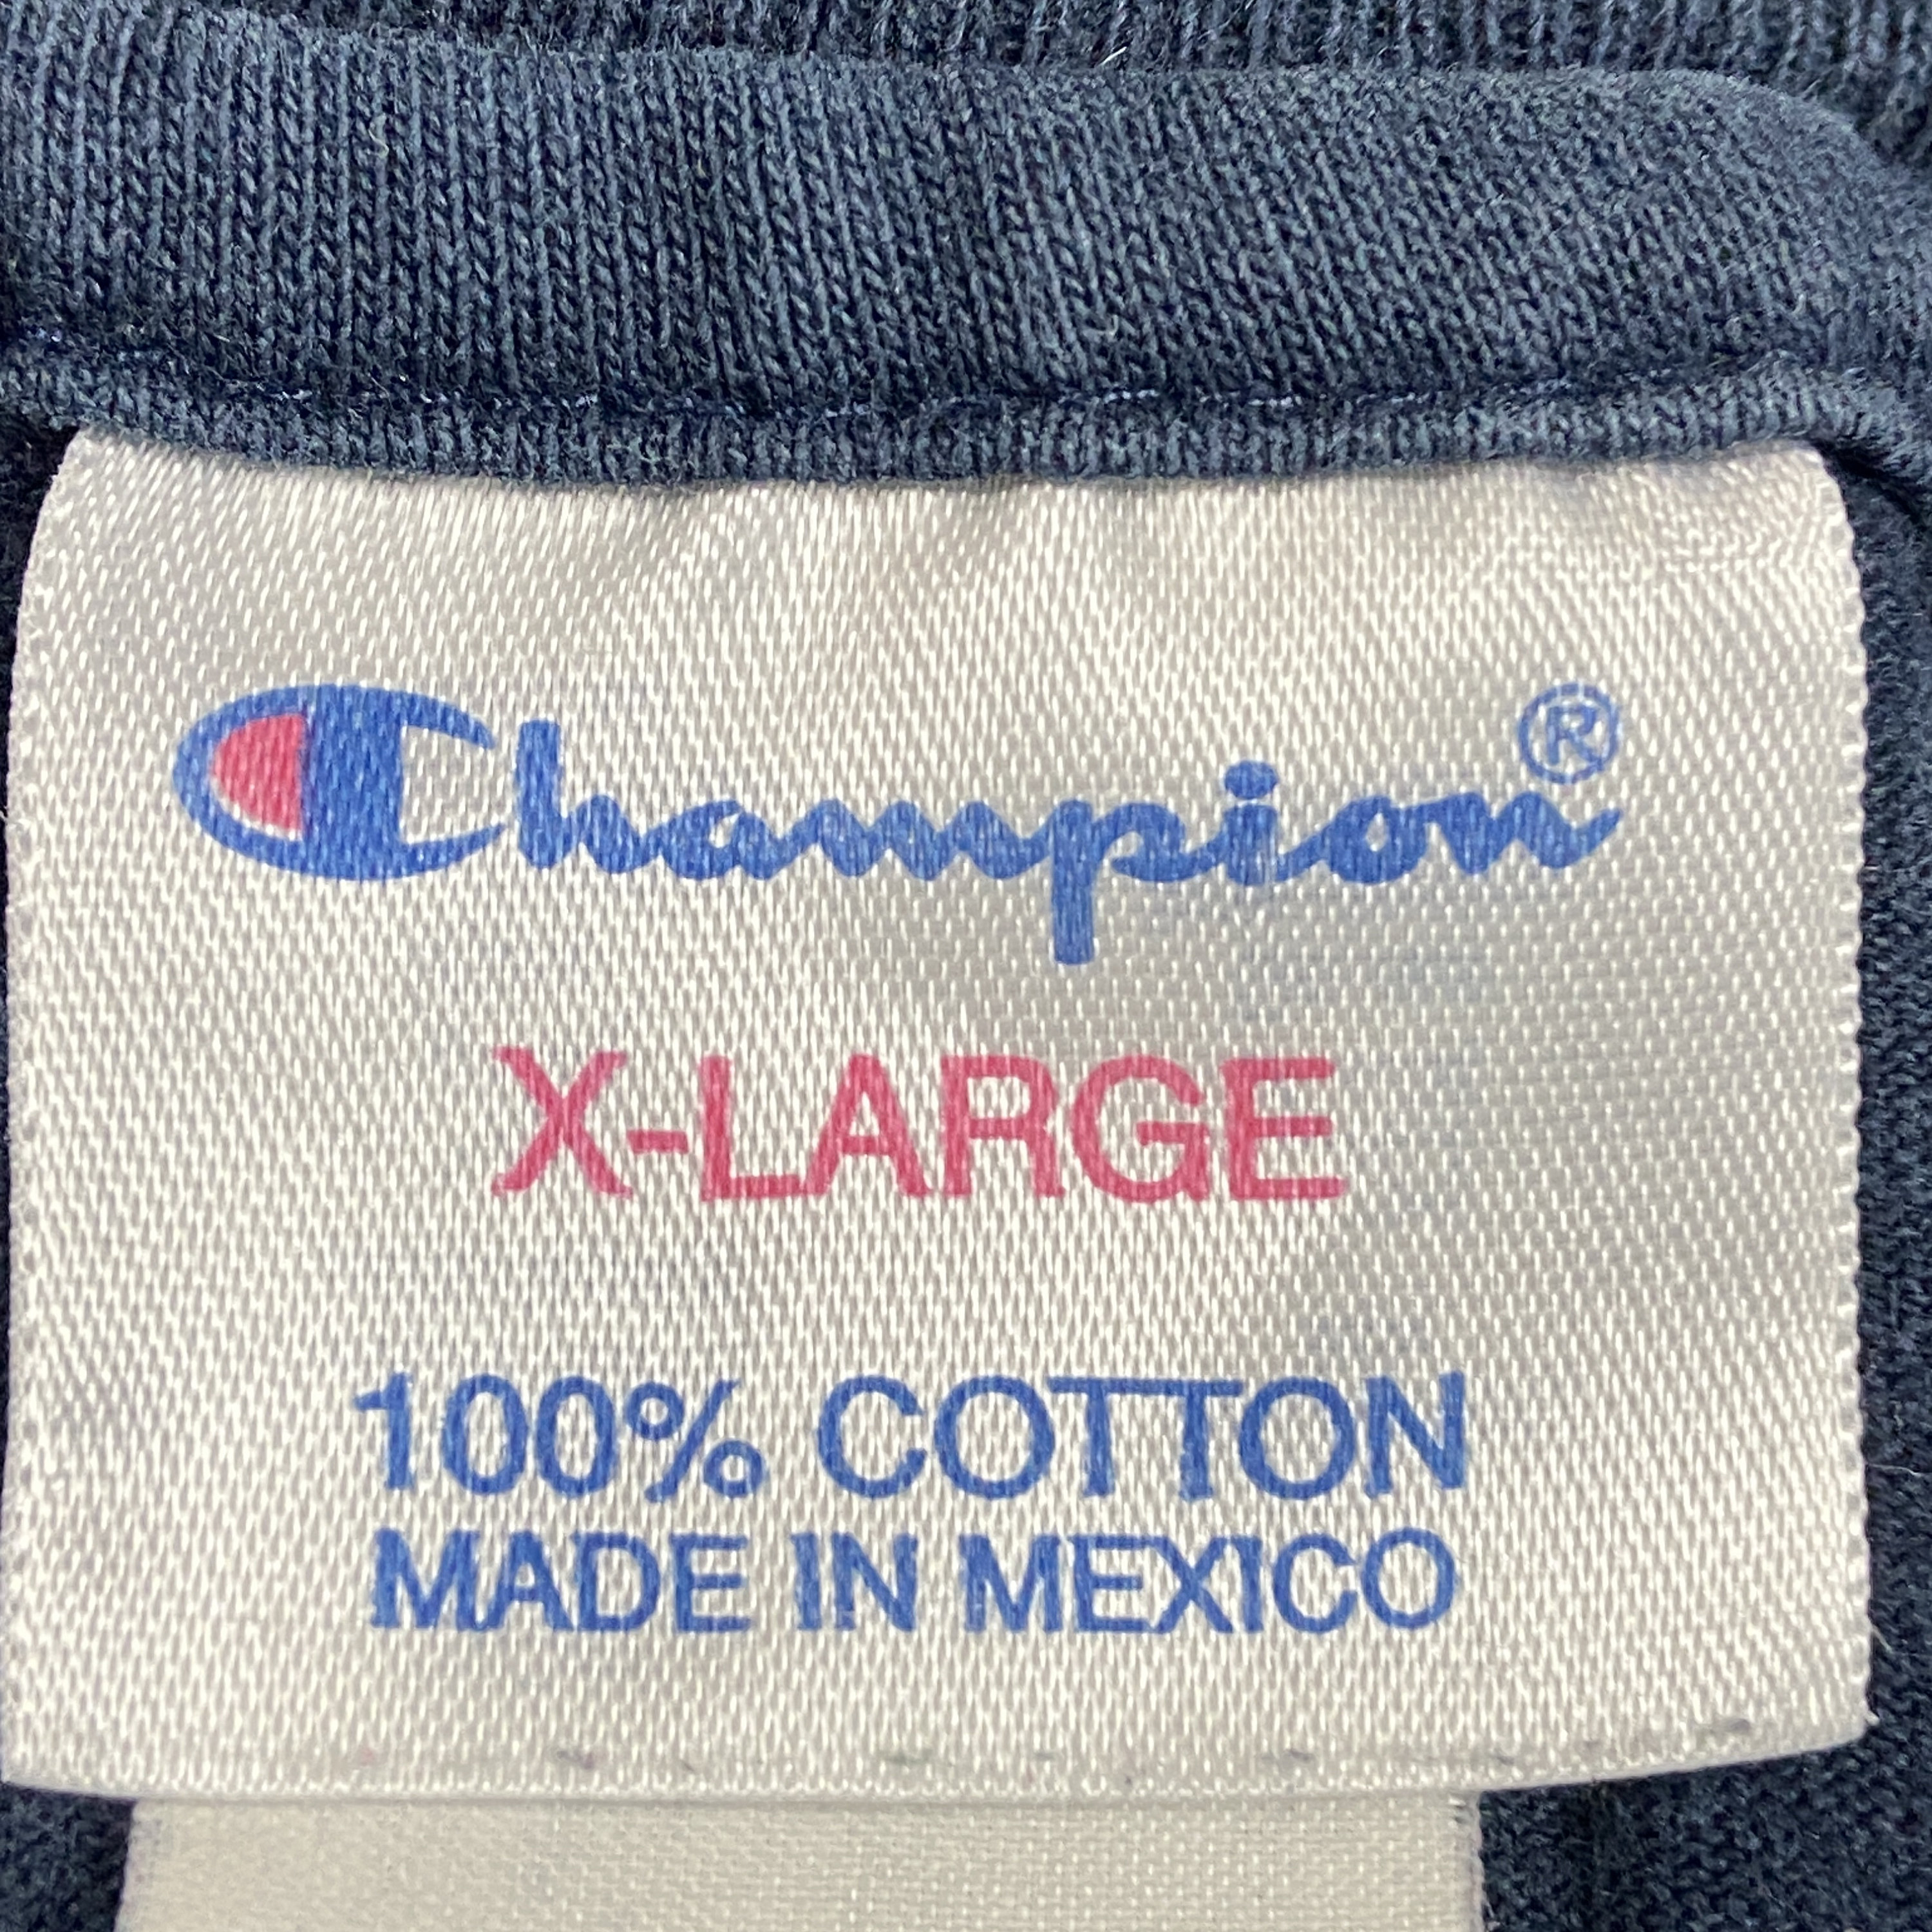 Champion®
X-LARGE
100% COTTON
MADE IN MEXICO